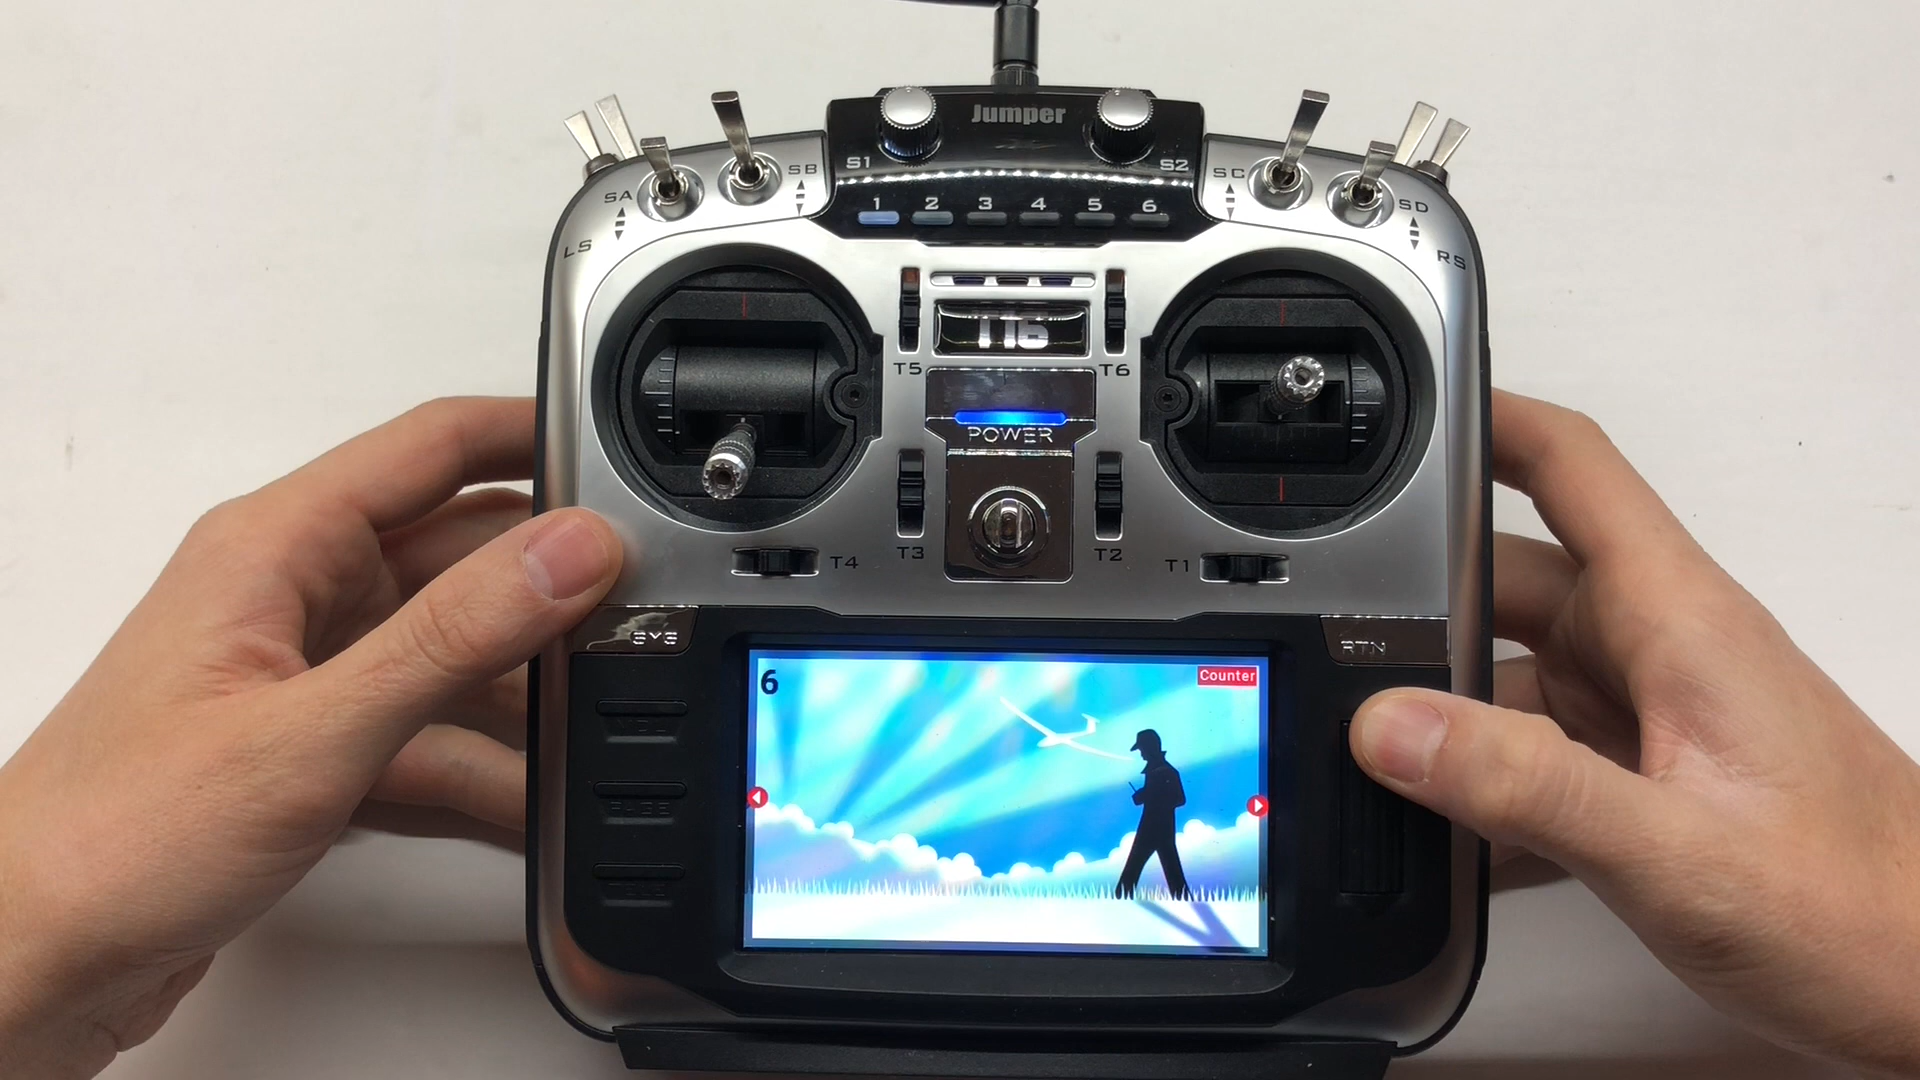 Jumper
S1
S2
SA
SB
SC
SD
LS
RS
1 2 3 4 5 6
T16
T5
T6
POWER
T3
T2
T4
T1
SYS
RTN
6
Counter